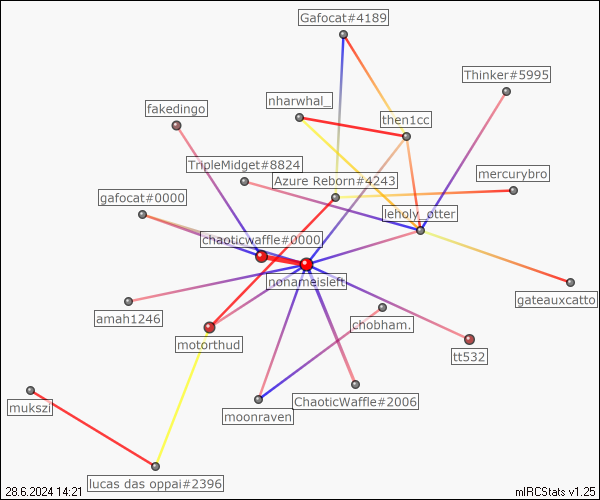 Gafocat#4189
Thinker#5995
nharwhal_
fakedingo
then1cc
TripleMidget#8824
mercurybro
Azure Reborn#4243
gafocat#0000
leholy_otter
chaoticwaffle#0000
nonameisleft
gateauxcatto
amah1246
chobham.
motorthud
tt532
ChaoticWaffle#2006
mukszi
moonraven
lucas das oppai#2396
28.6.2024 14:21
mIRCStats v1.25